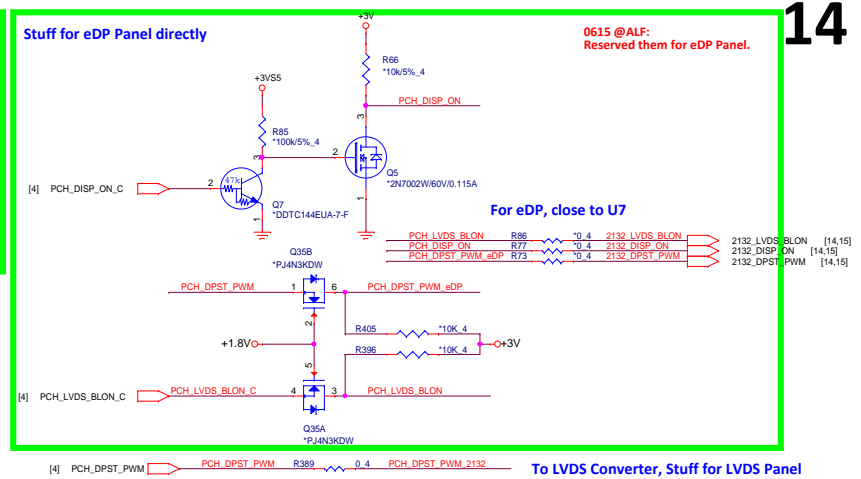 14
Stuff for eDP Panel directly
+3V
0615 @ALF:
Reserved them for eDP Panel.
R66
*10k/5%_4
+3VS5
PCH_DISP_ON
R85
*100k/5%_4
3
3
2
Q5
*2N7002W/60V/0.115A
1
[4] PCH_DISP_ON_C
2
47k
Q7
*DDTC144EUA-7-F
1
For eDP, close to U7
PCH_LVDS_BLON R86 *0_4 2132_LVDS_BLON 2132_LVDS_BLON [14,15]
PCH_DISP_ON R77 *0_4 2132_DISP_ON 2132_DISP_ON [14,15]
PCH_DPST_PWM_eDP R73 *0_4 2132_DPST_PWM 2132_DPST_PWM [14,15]
Q35B
*PJ4N3KDW
PCH_DPST_PWM 1 6 PCH_DPST_PWM_eDP
2
R405 *10K_4
+1.8V
+3V
R396 *10K_4
5
[4] PCH_LVDS_BLON_C PCH_LVDS_BLON_C 4 3 PCH_LVDS_BLON
Q35A
*PJ4N3KDW
[4] PCH_DPST_PWM PCH_DPST_PWM R389 0_4 PCH_DPST_PWM_2132 To LVDS Converter, Stuff for LVDS Panel